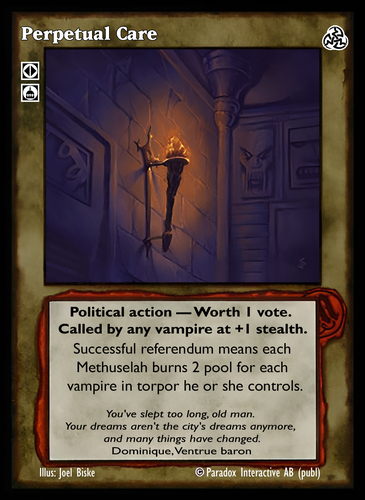 Perpetual Care
Political action — Worth 1 vote.
Called by any vampire at +1 stealth.
Successful referendum means each
Methuselah burns 2 pool for each
vampire in torpor he or she controls.
You've slept too long, old man.
Your dreams aren't the city's dreams anymore,
and many things have changed.
Dominique,Ventrue baron
Illus: Joel Biske © Paradox Interactive AB (publ)